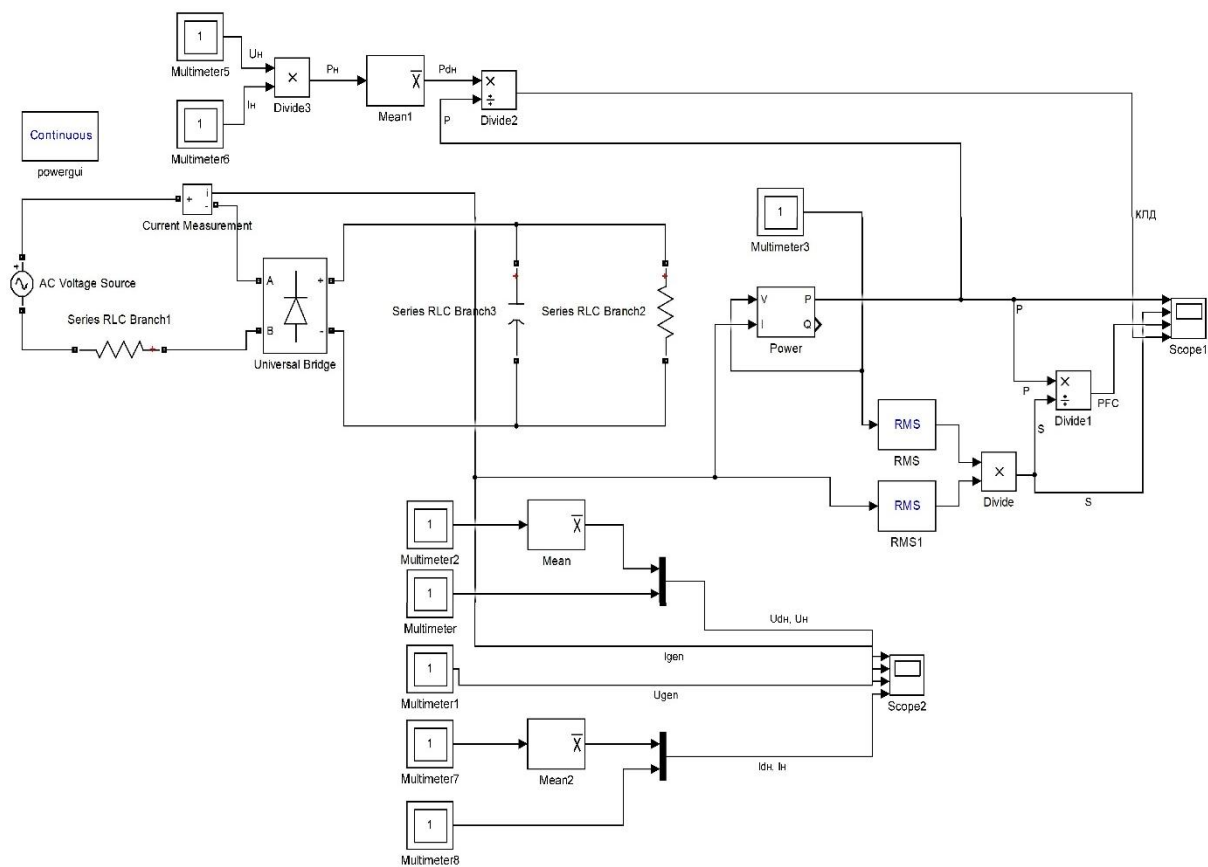 1
Multimeter5
Uн
×
Divide3
Pн
X
Mean1
Pdн
×
÷
Divide2
P
1
Multimeter6
Iн
Continuous
powergui
+
i
-
Current Measurement
1
Multimeter3
КПД
+
AC Voltage Source
A
+
B
-
Universal Bridge
Series RLC Branch1
Series RLC Branch3
Series RLC Branch2
V
P
I
Q
Power
P
Scope1
P
×
÷
Divide1
PFC
S
RMS
RMS
×
Divide
S
RMS
RMS1
1
Multimeter2
X
Mean
1
Multimeter
Udн, Uн
Igen
1
Multimeter1
Ugen
Scope2
1
Multimeter7
X
Mean2
Idн. Iн
1
Multimeter8